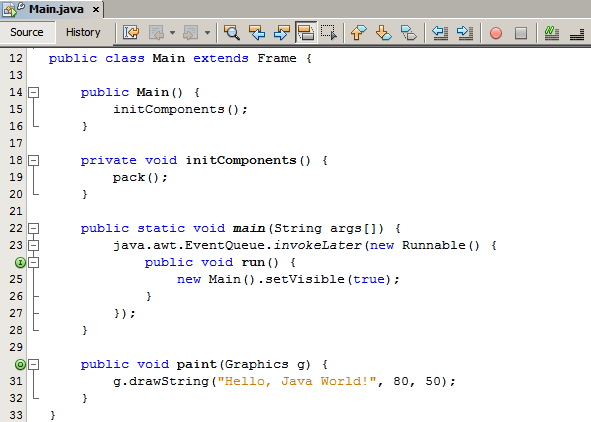 Main.java
Source History
12 public class Main extends Frame {
13
14 public Main() {
15 initComponents();
16 }
17
18 private void initComponents() {
19 pack();
20 }
21
22 public static void main(String args[]) {
23 java.awt.EventQueue.invokeLater(new Runnable() {
public void run() {
25 new Main().setVisible(true);
26 }
27 });
28 }
29
public void paint(Graphics g) {
31 g.drawString("Hello, Java World!", 80, 50);
32 }
33 }